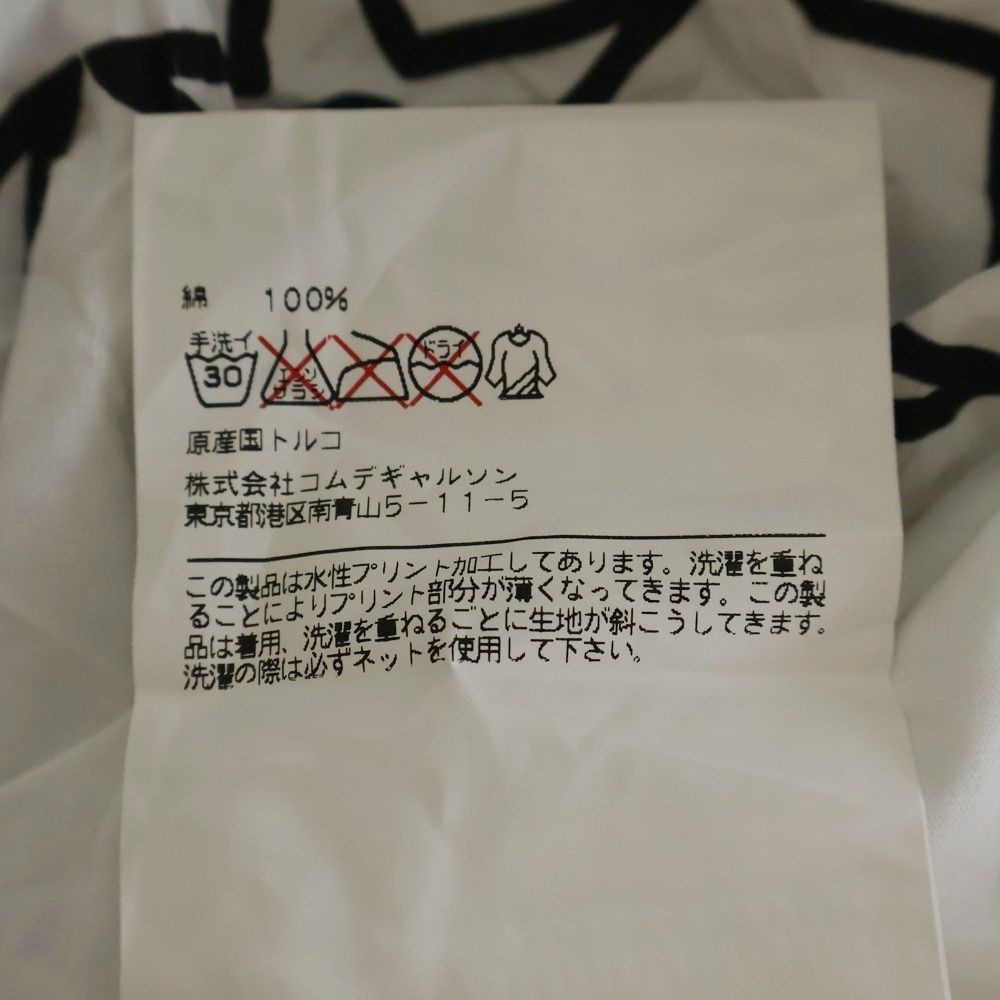 綿 100%
手洗イ
30
エンソ
サラシ
ドライ
原産国トルコ
株式会社コムデギャルソン
東京都港区南青山5-11-5
この製品は水性プリント加工してあります。洗濯を重ね
ることによりプリント部分が薄くなってきます。この製
品は着用、洗濯を重ねるごとに生地が斜こうしてきます。
洗濯の際は必ずネットを使用して下さい。